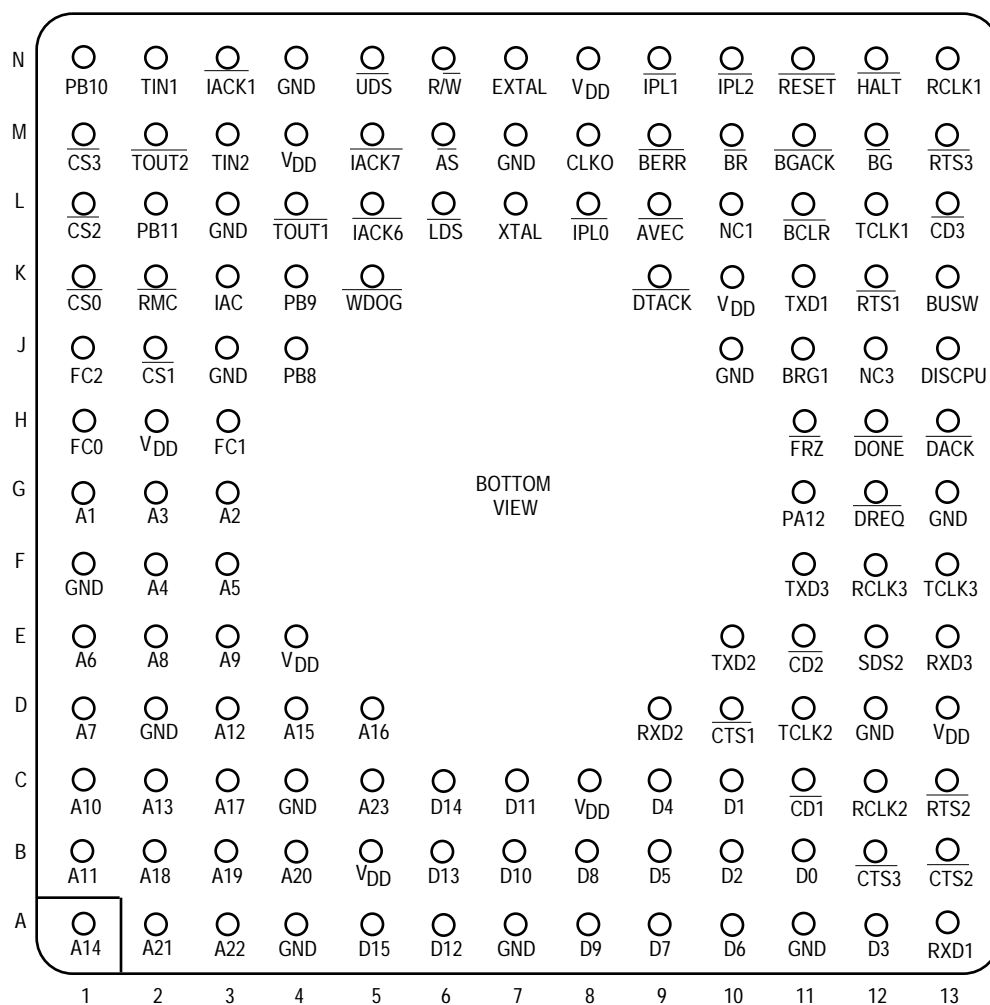 N
PB10 TIN1 IACK1 GND UDS R/W EXTAL VDD IPL1 IPL2 RESET HALT RCLK1
M
CS3 TOUT2 TIN2 VDD IACK7 AS GND CLKO BERR BR BGACK BG RTS3
L
CS2 PB11 GND TOUT1 IACK6 LDS XTAL IPL0 AVEC NC1 BCLR TCLK1 CD3
K
CS0 RMC IAC PB9 WDOG DTACK VDD TXD1 RTS1 BUSW
J
FC2 CS1 GND PB8 GND BRG1 NC3 DISCPU
H
FC0 VDD FC1 FRZ DONE DACK
G
BOTTOM
VIEW
A1 A3 A2 PA12 DREQ GND
F
GND A4 A5 TXD3 RCLK3 TCLK3
E
A6 A8 A9 VDD TXD2 CD2 SDS2 RXD3
D
A7 GND A12 A15 A16 RXD2 CTS1 TCLK2 GND VDD
C
A10 A13 A17 GND A23 D14 D11 VDD D4 D1 CD1 RCLK2 RTS2
B
A11 A18 A19 A20 VDD D13 D10 D8 D5 D2 D0 CTS3 CTS2
A
A14 A21 A22 GND D15 D12 GND D9 D7 D6 GND D3 RXD1
1 2 3 4 5 6 7 8 9 10 11 12 13